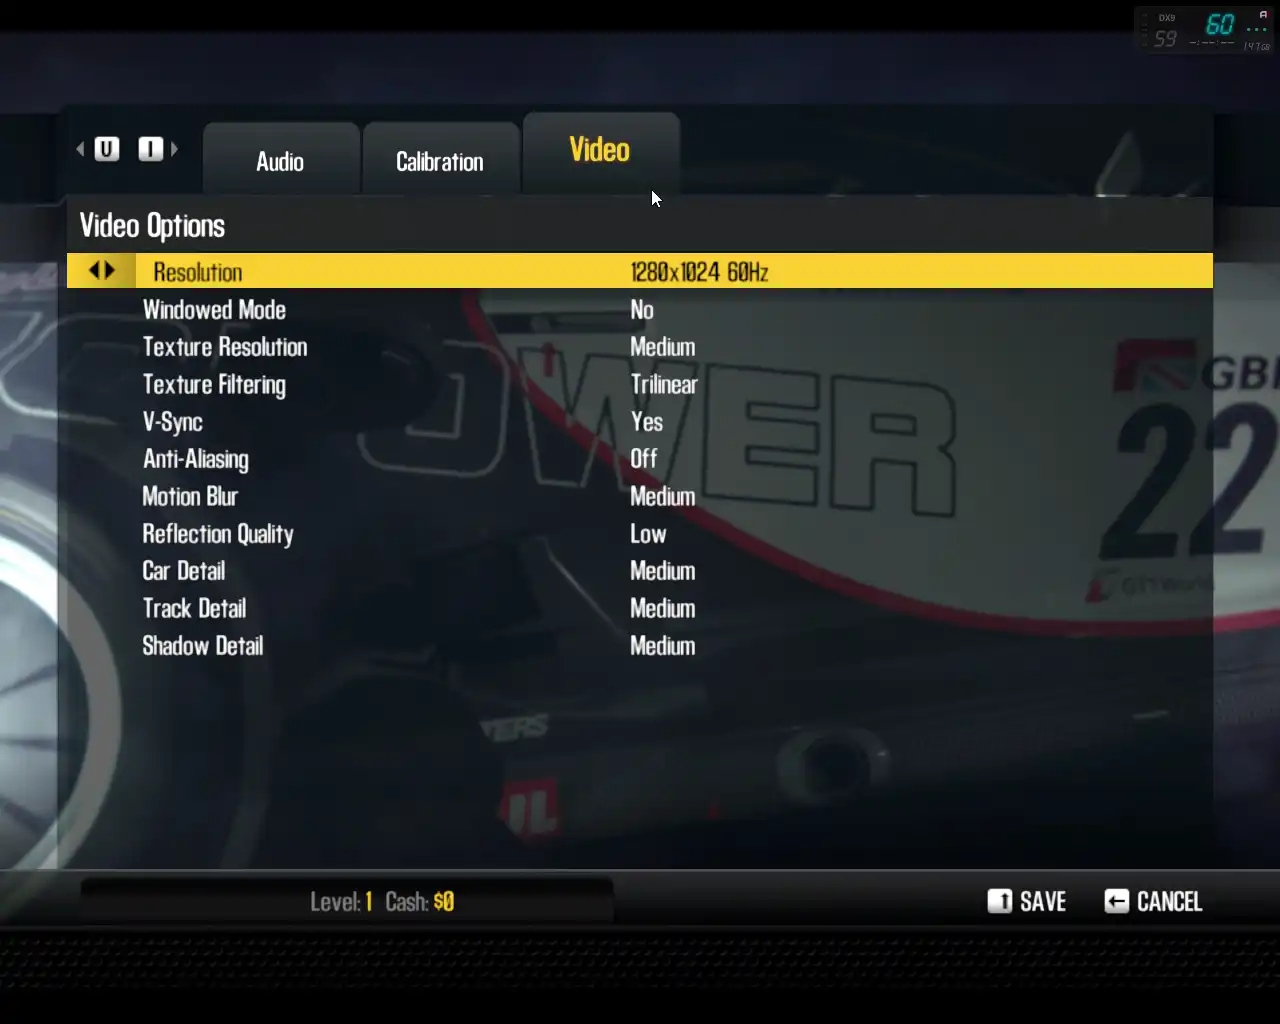 DX9 60 A
59 147GB
U I Audio Calibration Video
Video Options
Resolution 1280x1024 60Hz
Windowed Mode No
Texture Resolution Medium
Texture Filtering Trilinear
V-Sync Yes
Anti-Aliasing Off
Motion Blur Medium
Reflection Quality Low
Car Detail Medium
Track Detail Medium
Shadow Detail Medium
OWER
GB
22
Level: 1 Cash: $0
SAVE CANCEL